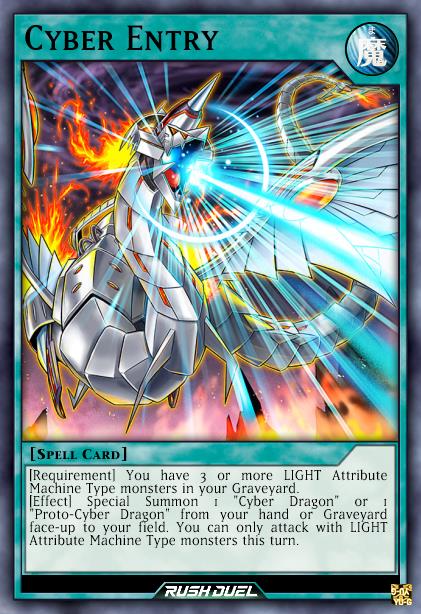 Cyber Entry
ま
魔
[Spell Card]
[Requirement] You have 3 or more LIGHT Attribute
Machine Type monsters in your Graveyard.
[Effect] Special Summon 1 "Cyber Dragon" or 1
"Proto-Cyber Dragon" from your hand or Graveyard
face-up to your field. You can only attack with LIGHT
Attribute Machine Type monsters this turn.
RUSH DUEL